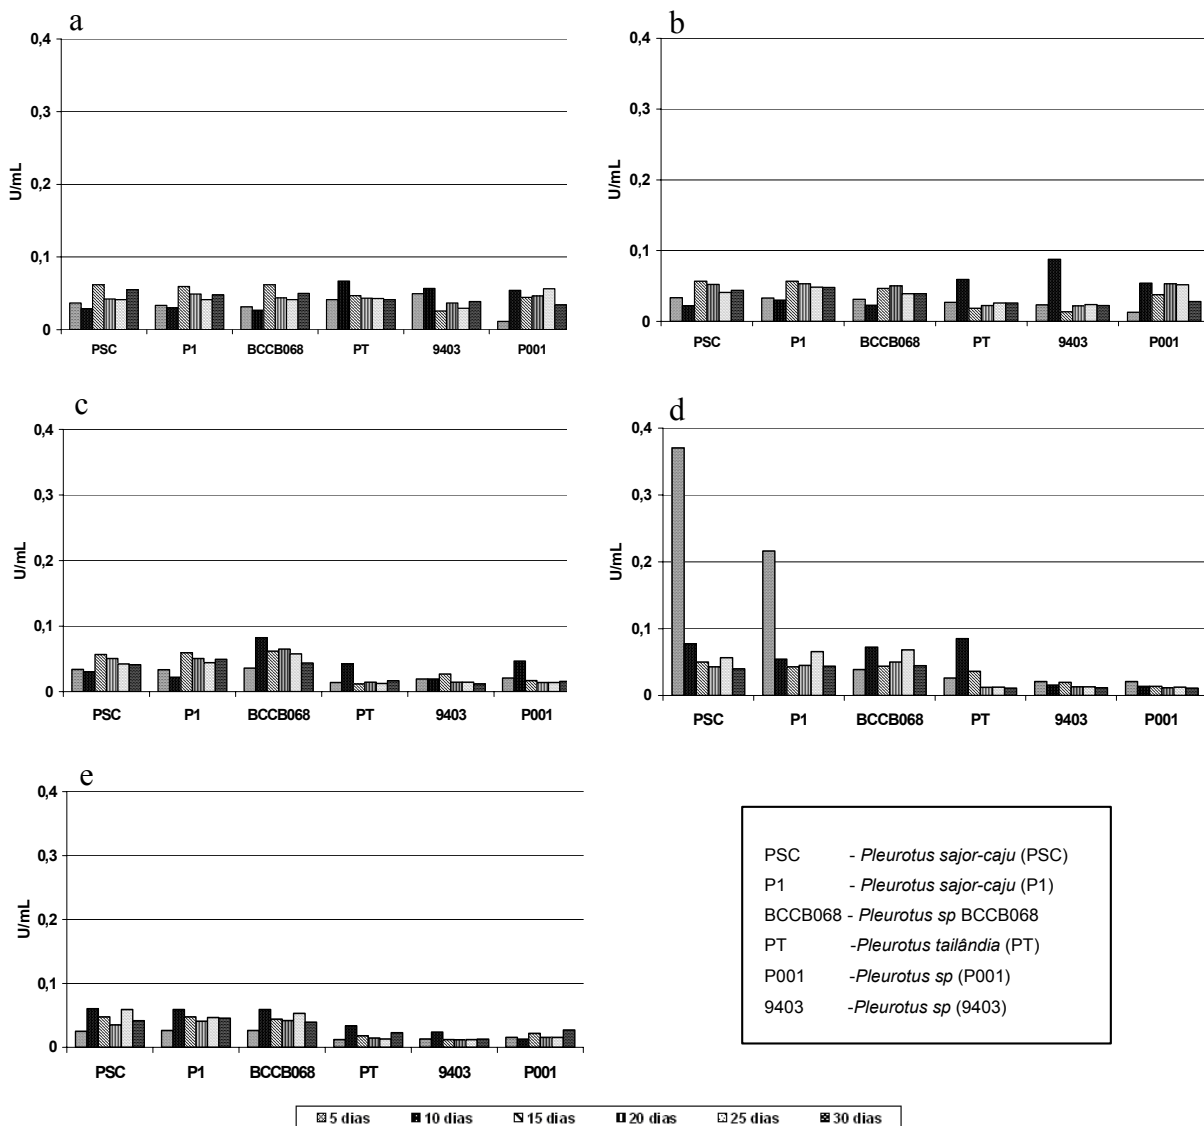 a
0,4
0,3
0,2
0,1
0
U/mL
PSC P1 BCCB068 PT 9403 P001
b
0,4
0,3
0,2
0,1
0
U/mL
PSC P1 BCCB068 PT 9403 P001
c
0,4
0,3
0,2
0,1
0
U/mL
PSC P1 BCCB068 PT 9403 P001
d
0,4
0,3
0,2
0,1
0
U/mL
PSC P1 BCCB068 PT 9403 P001
e
0,4
0,3
0,2
0,1
0
PSC P1 BCCB068 PT 9403 P001
PSC - Pleurotus sajor-caju (PSC)
P1 - Pleurotus sajor-caju (P1)
BCCB068 - Pleurotus sp BCCB068
PT -Pleurotus tailândia (PT)
P001 -Pleurotus sp (P001)
9403 -Pleurotus sp (9403)
5 dias 10 dias 15 dias 20 dias 25 dias 30 dias